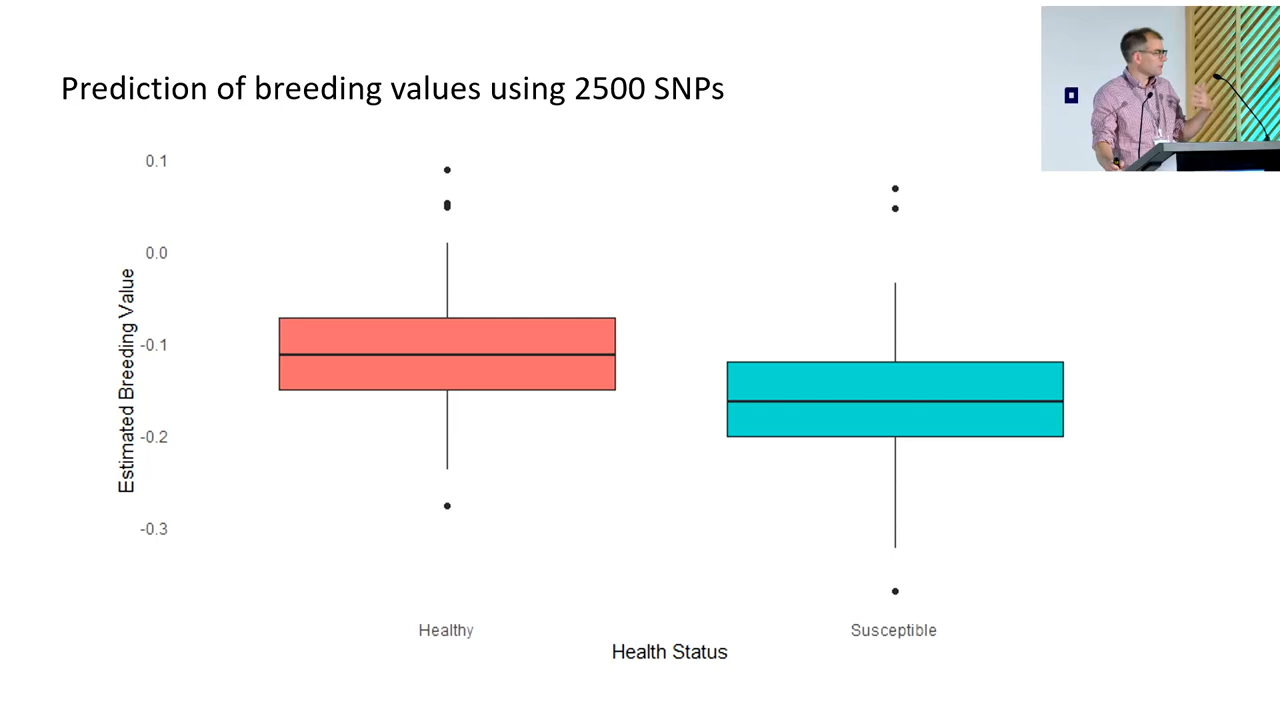 Prediction of breeding values using 2500 SNPs
0.1
0.0
-0.1
-0.2
-0.3
Estimated Breeding Value
Healthy
Susceptible
Health Status